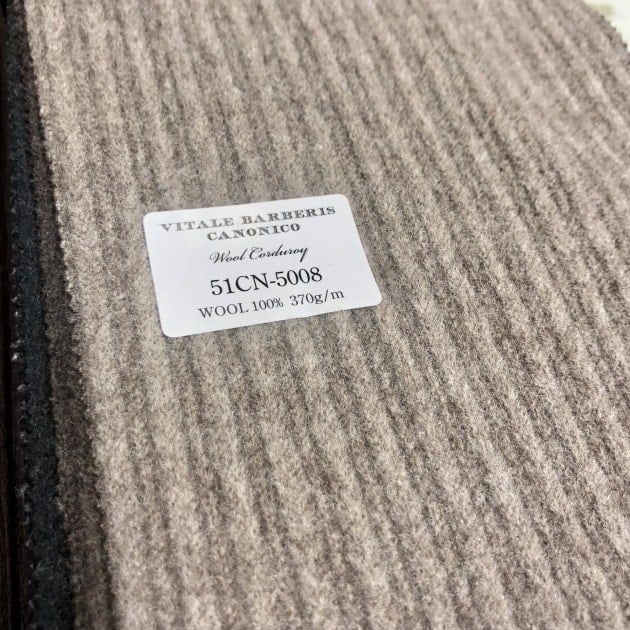 VITALE BARBERIS
CANONICO
Wool Corduroy
51CN-5008
WOOL 100% 370g/m